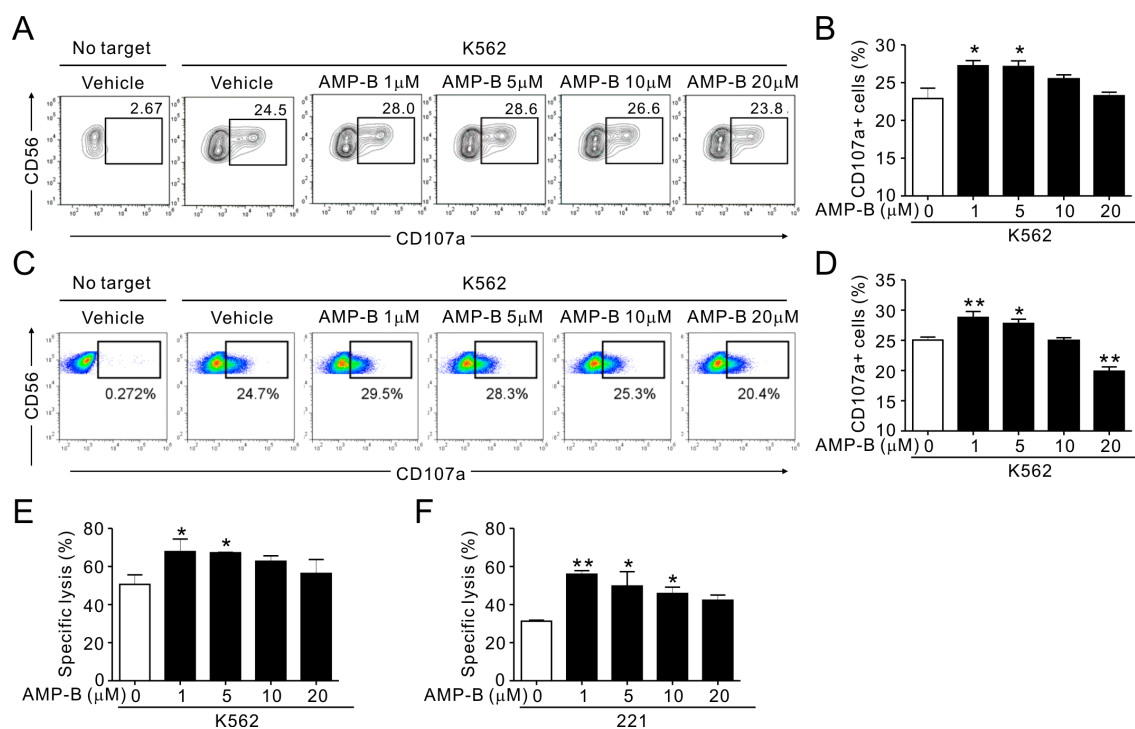 A
No target
K562
Vehicle
Vehicle
AMP-B 1μM
AMP-B 5μM
AMP-B 10μM
AMP-B 20μM
2.67
24.5
28.0
28.6
26.6
23.8
CD56
CD107a
B
CD107a+ cells (%)
30
25
20
15
10
* *
AMP-B (μM) 0 1 5 10 20
K562
C
No target
K562
Vehicle
Vehicle
AMP-B 1μM
AMP-B 5μM
AMP-B 10μM
AMP-B 20μM
0.272%
24.7%
29.5%
28.3%
25.3%
20.4%
CD56
CD107a
D
CD107a+ cells (%)
35
30
25
20
15
10
** * **
AMP-B (μM) 0 1 5 10 20
K562
E
Specific lysis (%)
80
60
40
20
0
* *
AMP-B (μM) 0 1 5 10 20
K562
F
Specific lysis (%)
80
60
40
20
0
** * *
AMP-B (μM) 0 1 5 10 20
221